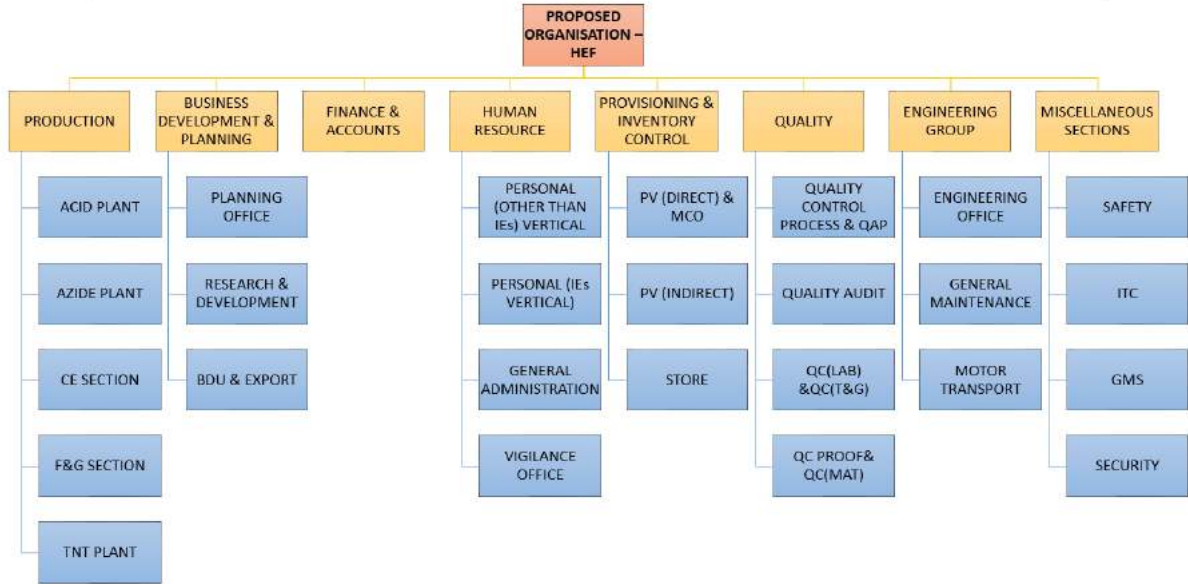 PROPOSED
ORGANISATION –
HEF
PRODUCTION
BUSINESS
DEVELOPMENT &
PLANNING
FINANCE &
ACCOUNTS
HUMAN
RESOURCE
PROVISIONING &
INVENTORY
CONTROL
QUALITY
ENGINEERING
GROUP
MISCELLANEOUS
SECTIONS
ACID PLANT
AZIDE PLANT
CE SECTION
F&G SECTION
TNT PLANT
PLANNING
OFFICE
RESEARCH &
DEVELOPMENT
BDU & EXPORT
PERSONAL
(OTHER THAN
IEs) VERTICAL
PERSONAL (IEs
VERTICAL)
GENERAL
ADMINISTRATION
VIGILANCE
OFFICE
PV (DIRECT) &
MCO
PV (INDIRECT)
STORE
QUALITY
CONTROL
PROCESS & QAP
QUALITY AUDIT
QC(LAB)
&QC(T&G)
QC PROOF&
QC(MAT)
ENGINEERING
OFFICE
GENERAL
MAINTENANCE
MOTOR
TRANSPORT
SAFETY
ITC
GMS
SECURITY